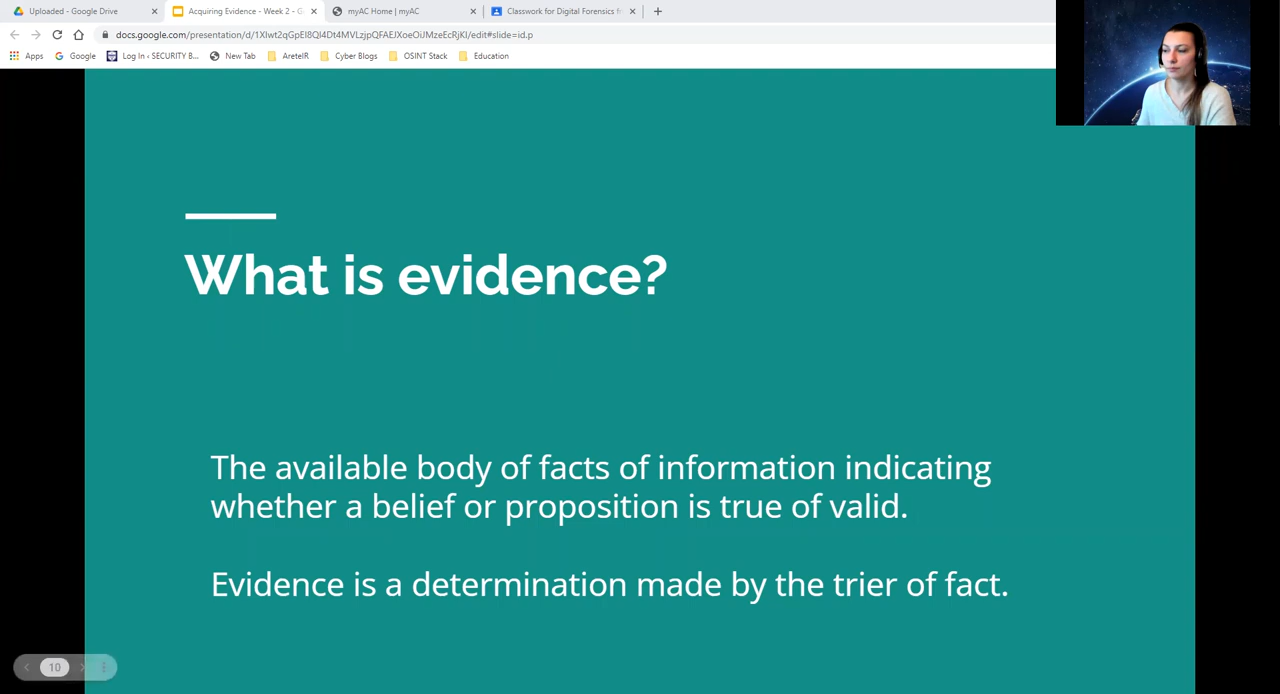 Uploaded - Google Drive
Acquiring Evidence - Week 2 - G
myAC Home | myAC
Classwork for Digital Forensics fr
docs.google.com/presentation/d/
/edit#slide=id.p
Apps
Google
Log In ‹ SECURITY B...
New Tab
AreteIR
Cyber Blogs
OSINT Stack
Education
What is evidence?
The available body of facts of information indicating
whether a belief or proposition is true of valid.
Evidence is a determination made by the trier of fact.
10